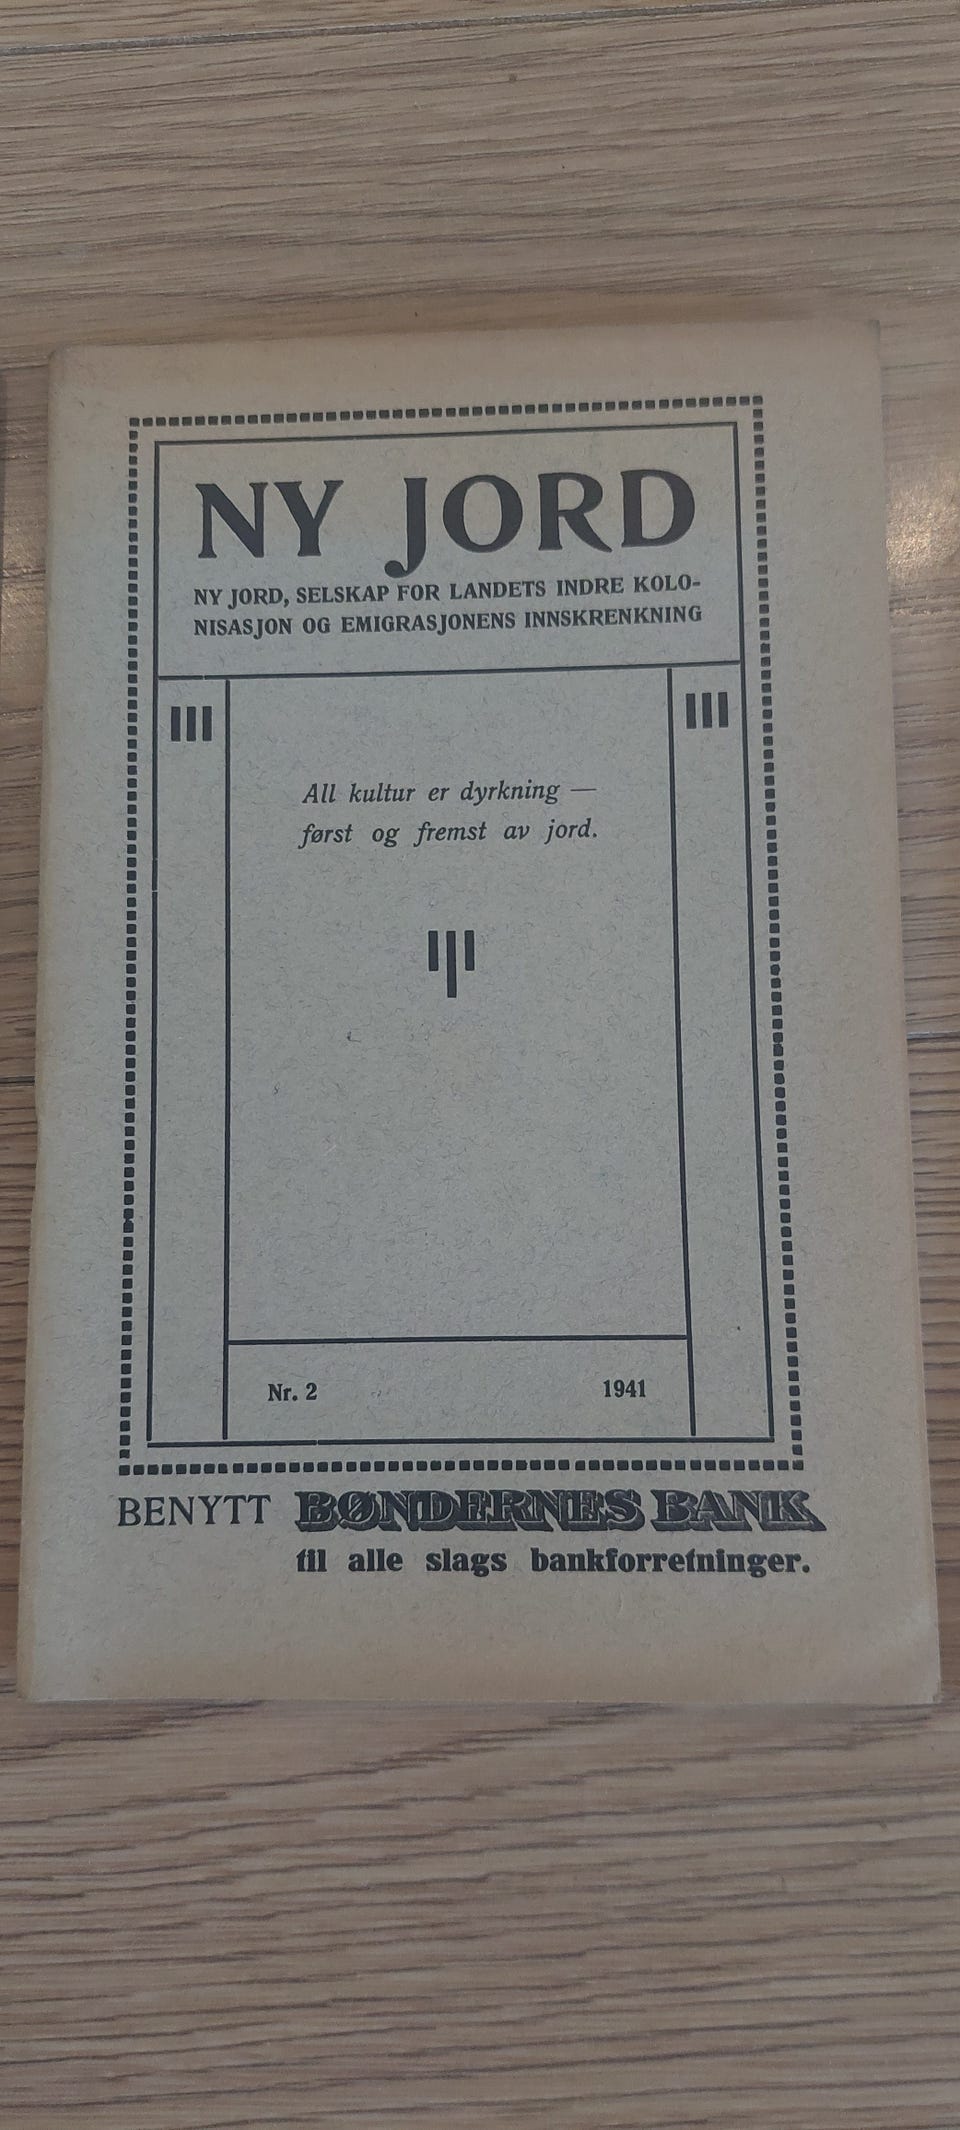 NY JORD
NY JORD, SELSKAP FOR LANDETS INDRE KOLO-
NISASJON OG EMIGRASJONENS INNSKRENKNING
All kultur er dyrkning —
først og fremst av jord.
Nr. 2 1941
BENYTT BØNDERNES BANK
til alle slags bankforretninger.